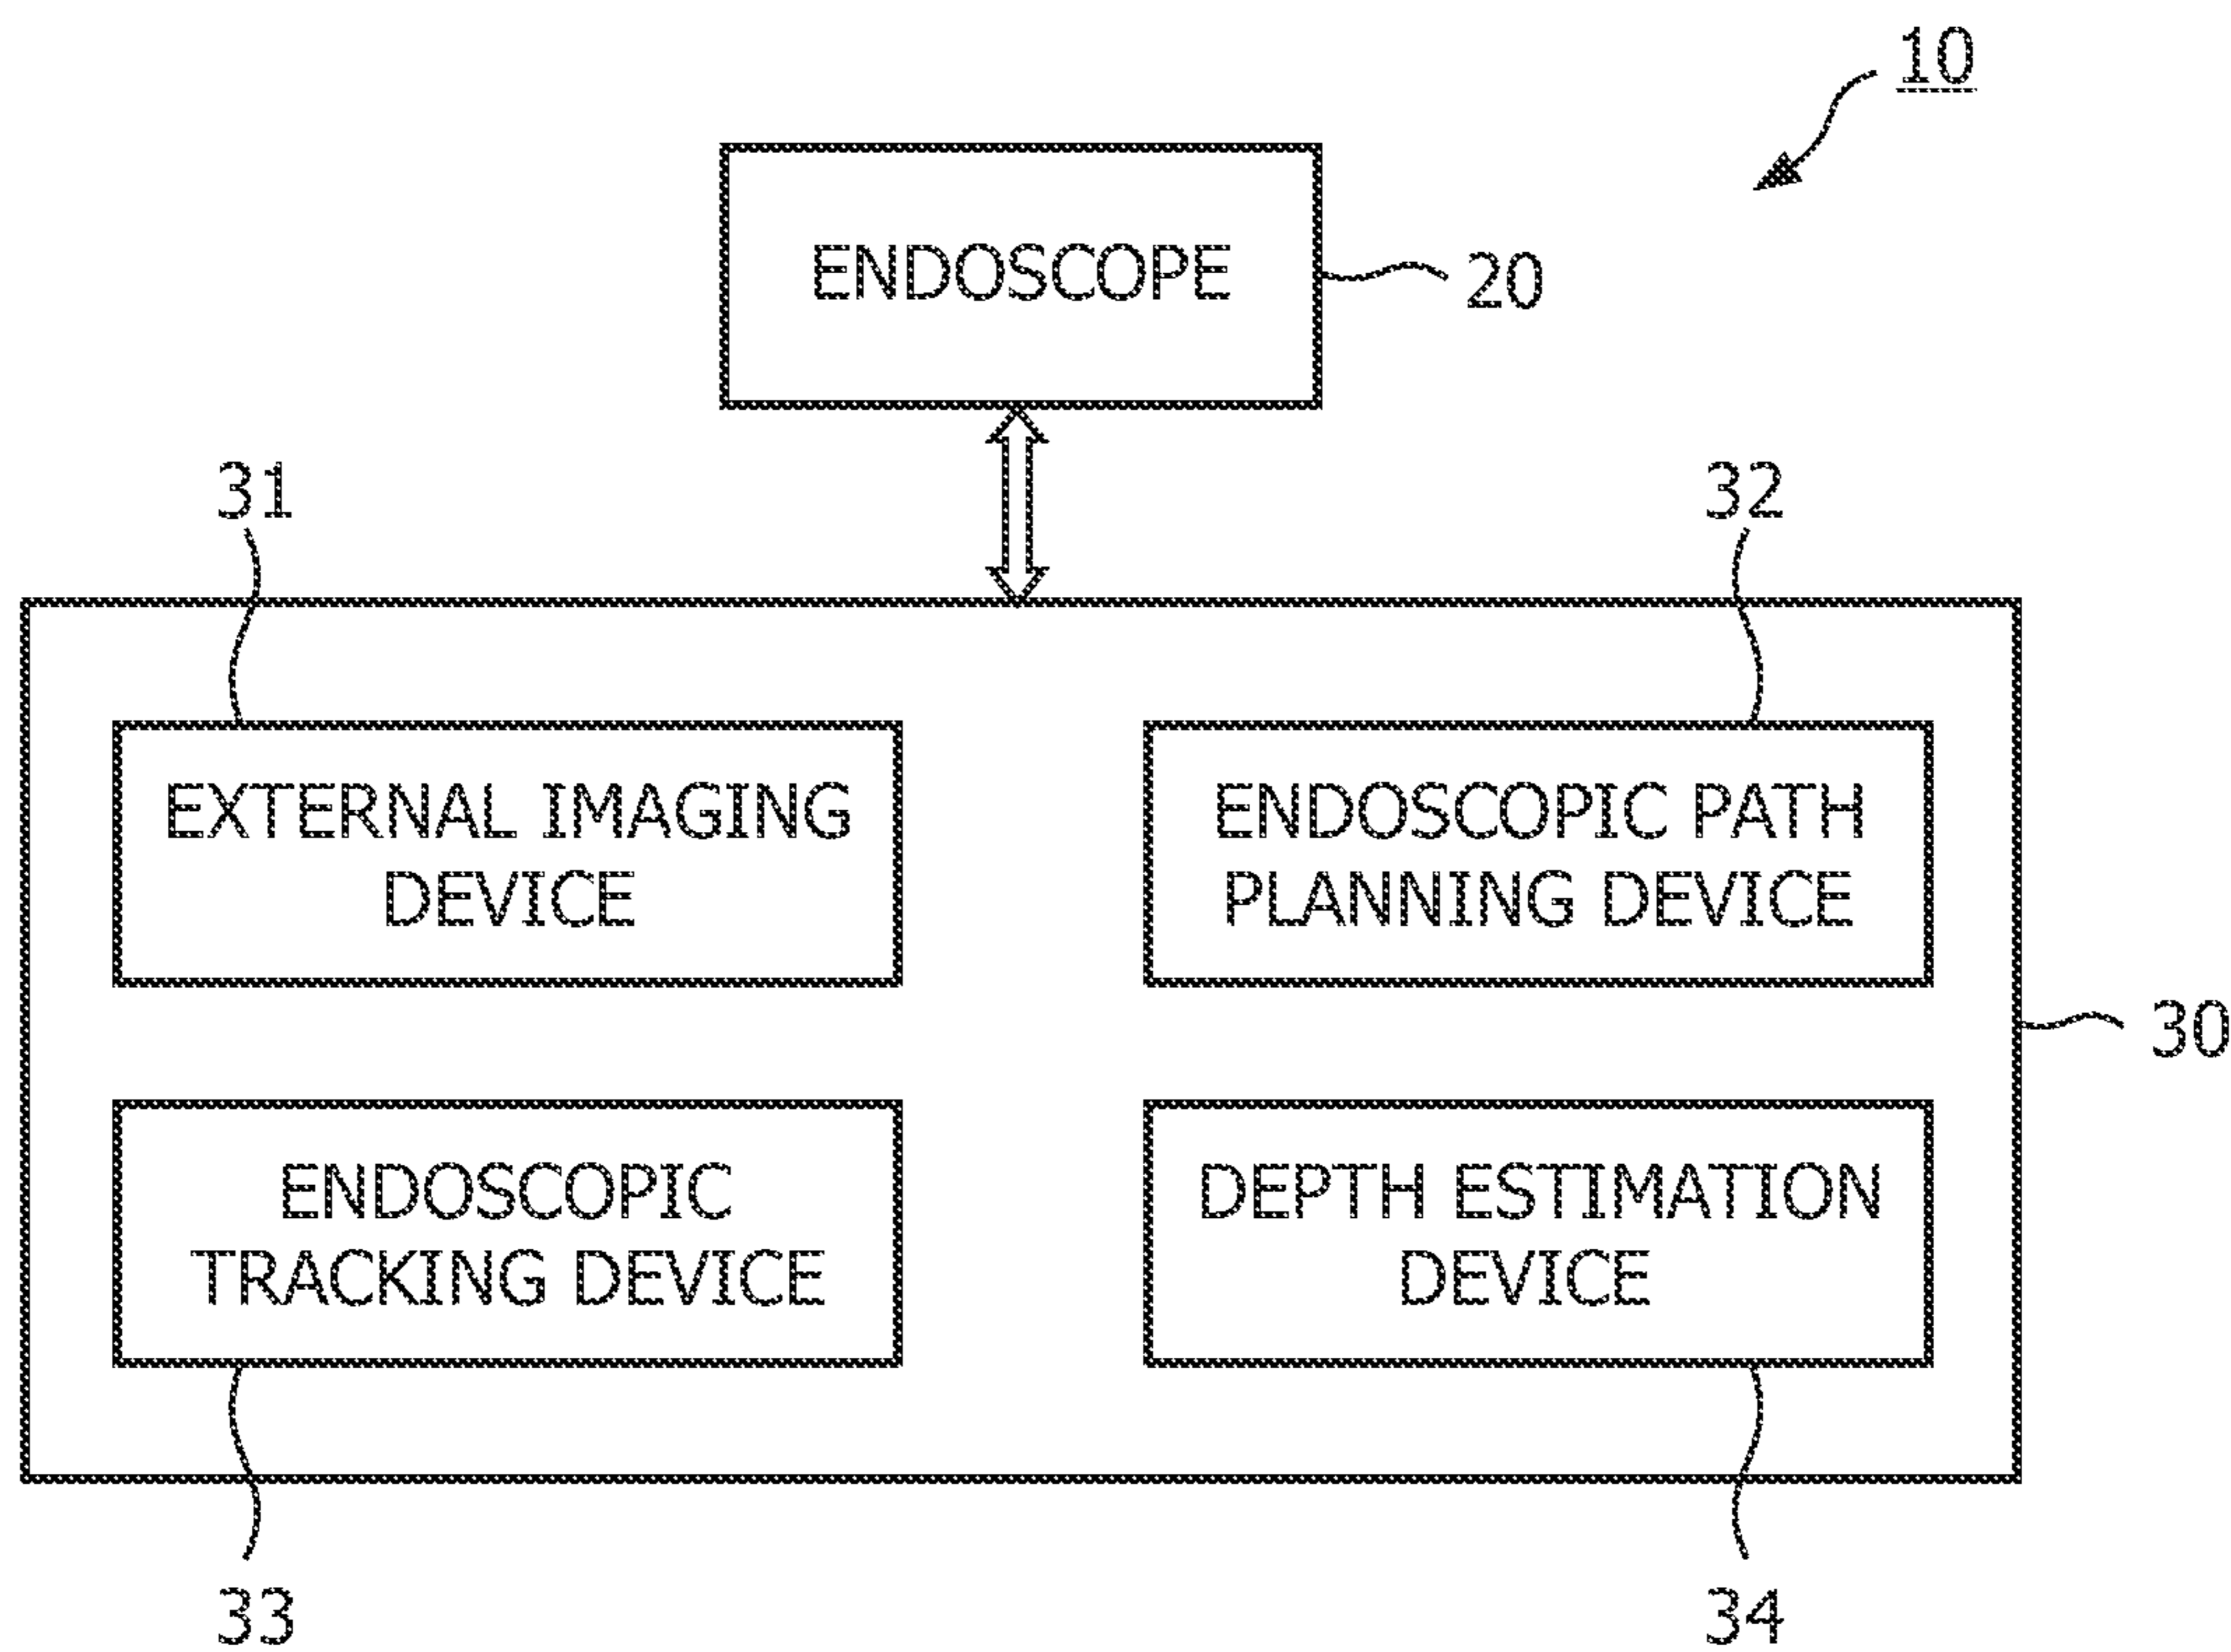 10
ENDOSCOPE
20
31
32
EXTERNAL IMAGING
DEVICE
ENDOSCOPIC PATH
PLANNING DEVICE
30
ENDOSCOPIC
TRACKING DEVICE
DEPTH ESTIMATION
DEVICE
33
34